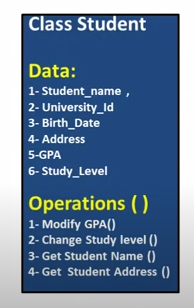 Class Student
Data:
1- Student_name ,
2- University_Id
3- Birth_Date
4- Address
5-GPA
6- Study_Level
Operations ( )
1- Modify GPA()
2- Change Study level ()
3- Get Student Name ()
4- Get Student Address ()